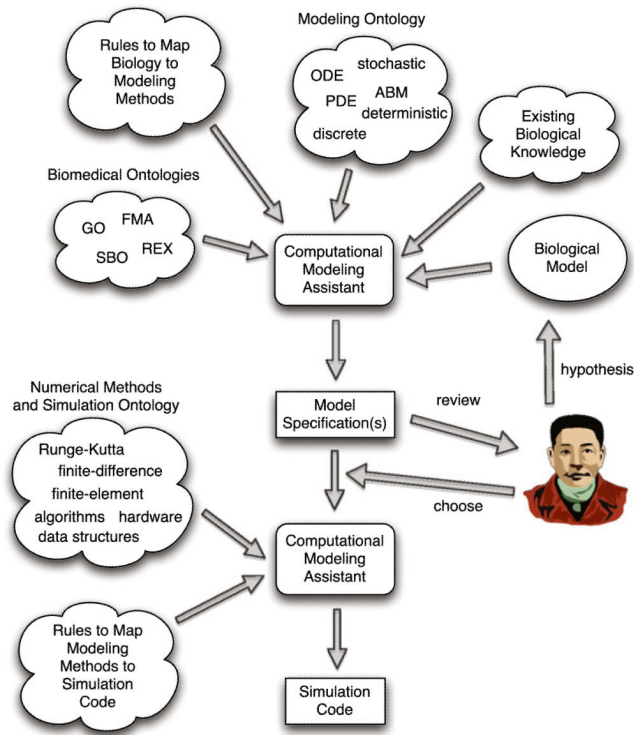 Modeling Ontology
Rules to Map
Biology to
Modeling
Methods
ODE
stochastic
PDE
ABM
deterministic
discrete
Existing
Biological
Knowledge
Biomedical Ontologies
GO
FMA
SBO
REX
Computational
Modeling
Assistant
Biological
Model
hypothesis
Model
Specification(s)
review
choose
Numerical Methods
and Simulation Ontology
Runge-Kutta
finite-difference
finite-element
algorithms hardware
data structures
Computational
Modeling
Assistant
Rules to Map
Modeling
Methods to
Simulation
Code
Simulation
Code